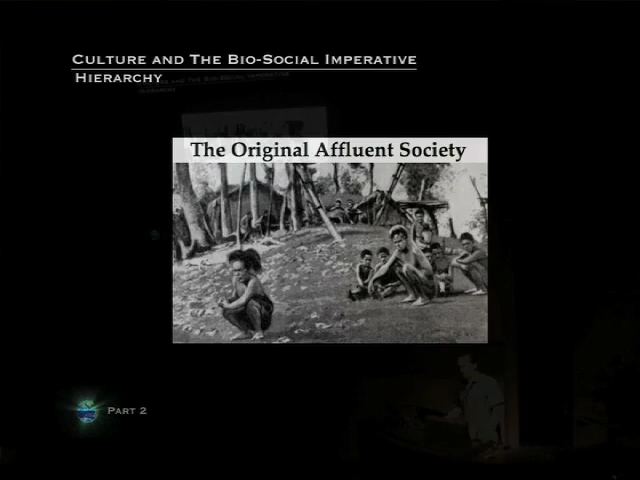 Culture and The Bio-Social Imperative
Hierarchy
The Original Affluent Society
Part 2